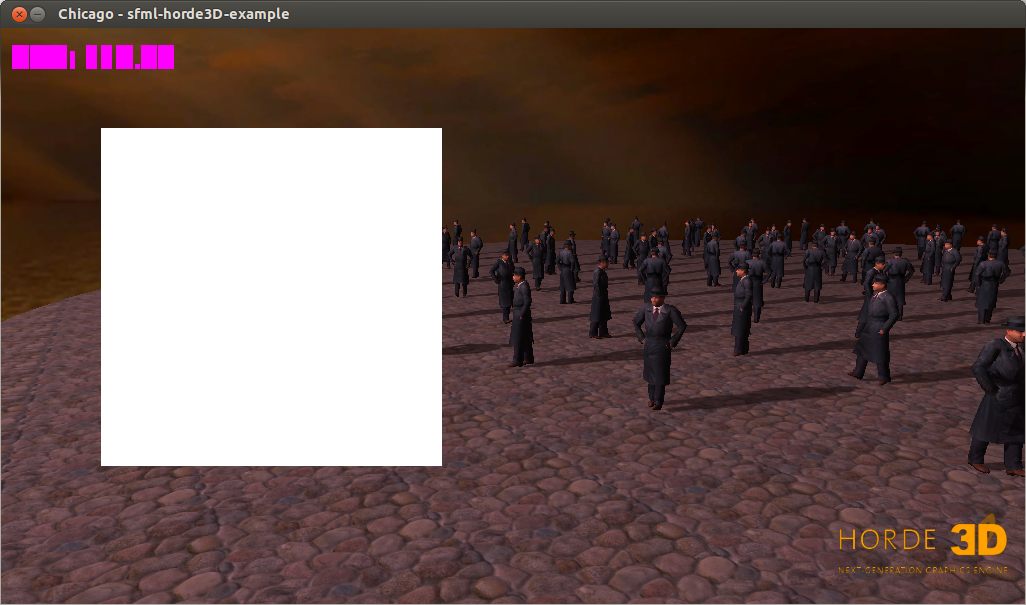 Chicago - sfml-horde3D-example
HORDE 3D
NEXT GENERATION GRAPHICS ENGINE